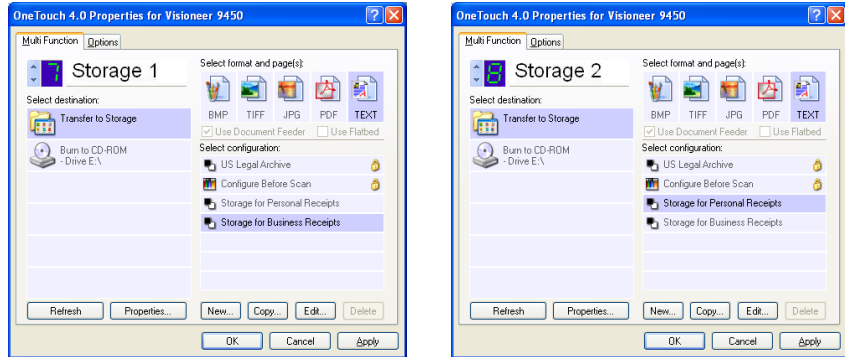 OneTouch 4.0 Properties for Visioneer 9450
Multi Function Options
7 Storage 1
Select format and page(s):
BMP TIFF JPG PDF TEXT
Select destination:
Use Document Feeder Use Flatbed
Transfer to Storage
Burn to CD-ROM
- Drive E:\
Select configuration:
US Legal Archive
Configure Before Scan
Storage for Personal Receipts
Storage for Business Receipts
Refresh Properties... New... Copy... Edit... Delete
OK Cancel Apply
OneTouch 4.0 Properties for Visioneer 9450
Multi Function Options
8 Storage 2
Select format and page(s):
BMP TIFF JPG PDF TEXT
Select destination:
Use Document Feeder Use Flatbed
Transfer to Storage
Burn to CD-ROM
- Drive E:\
Select configuration:
US Legal Archive
Configure Before Scan
Storage for Personal Receipts
Storage for Business Receipts
Refresh Properties... New... Copy... Edit... Delete
OK Cancel Apply